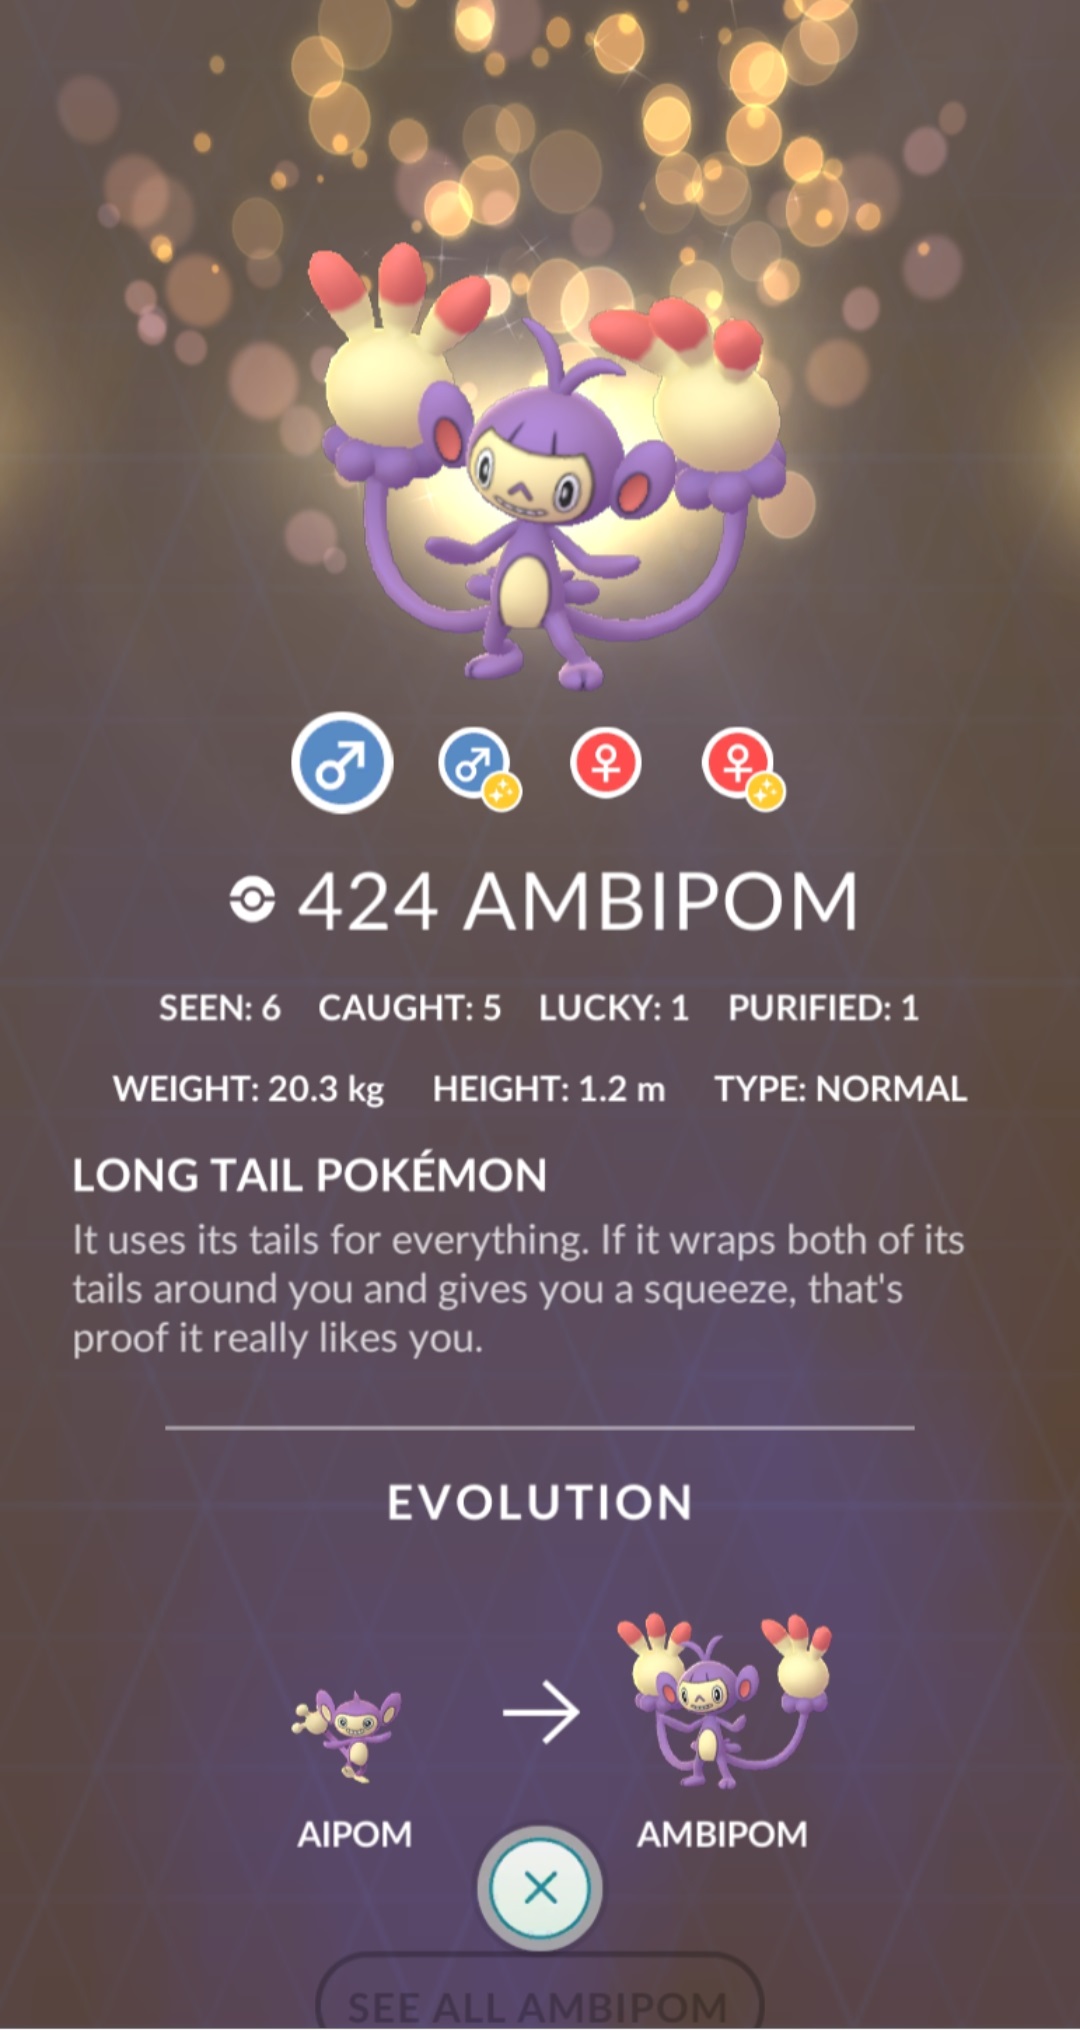 424 AMBIPOM
SEEN: 6 CAUGHT: 5 LUCKY: 1 PURIFIED: 1
WEIGHT: 20.3 kg HEIGHT: 1.2 m TYPE: NORMAL
LONG TAIL POKÉMON
It uses its tails for everything. If it wraps both of its
tails around you and gives you a squeeze, that's
proof it really likes you.
EVOLUTION
AIPOM AMBIPOM
SEE ALL AMBIPOM